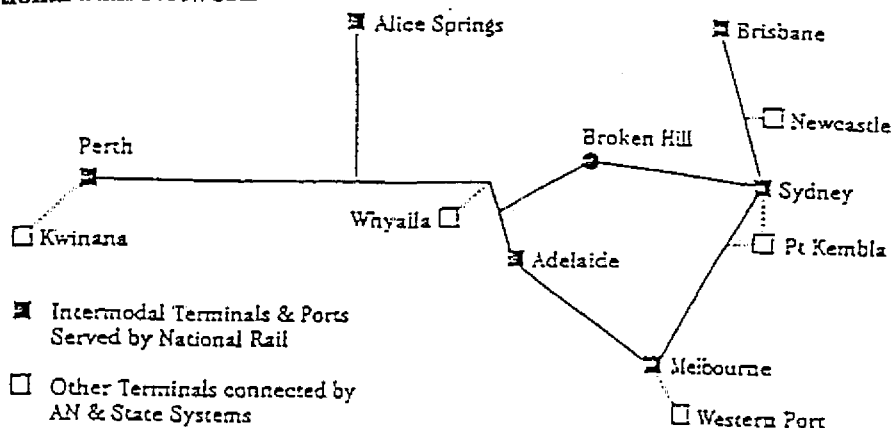 Alice Springs
Brisbane
Newcastle
Broken Hill
Perth
Sydney
Whyalla
Kwinana
Pt Kembla
Adelaide
Intermodal Terminals & Ports
Served by National Rail
Melbourne
Other Terminals connected by
AN & State Systems
Western Port